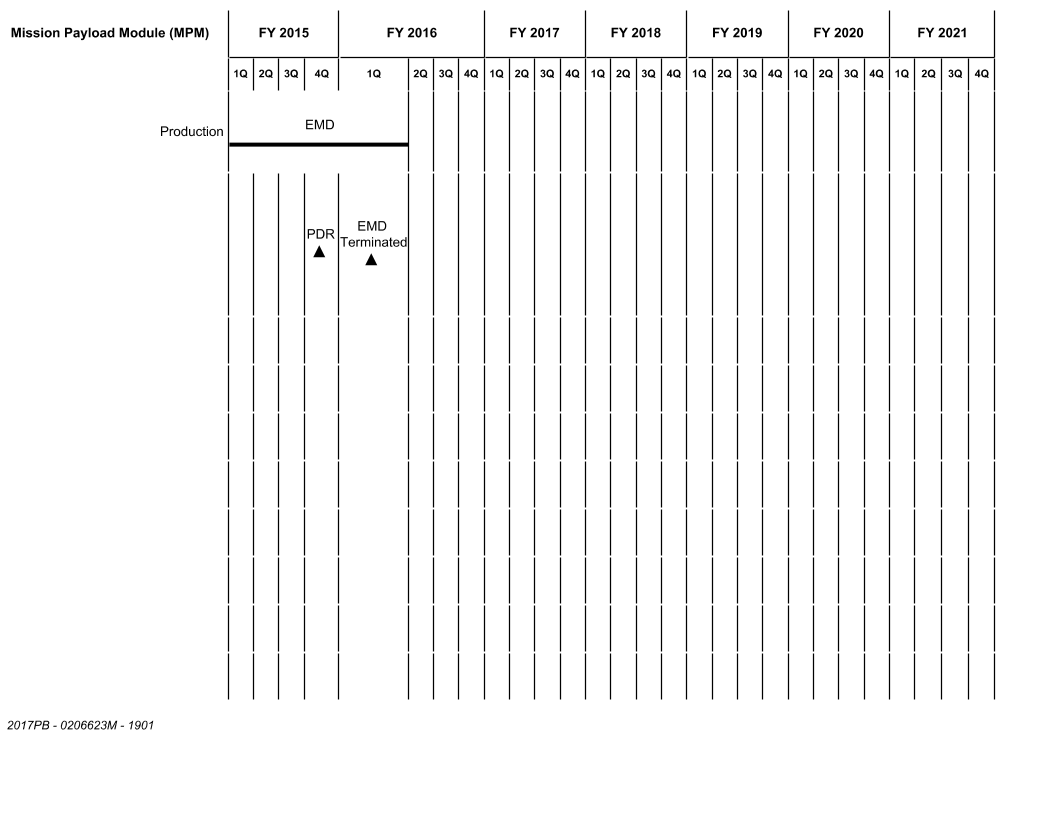 Mission Payload Module (MPM) FY 2015 FY 2016 FY 2017 FY 2018 FY 2019 FY 2020 FY 2021
1Q 2Q 3Q 4Q 1Q 2Q 3Q 4Q 1Q 2Q 3Q 4Q 1Q 2Q 3Q 4Q 1Q 2Q 3Q 4Q 1Q 2Q 3Q 4Q 1Q 2Q 3Q 4Q
EMD
Production
PDR
EMD
Terminated
2017PB - 0206623M - 1901